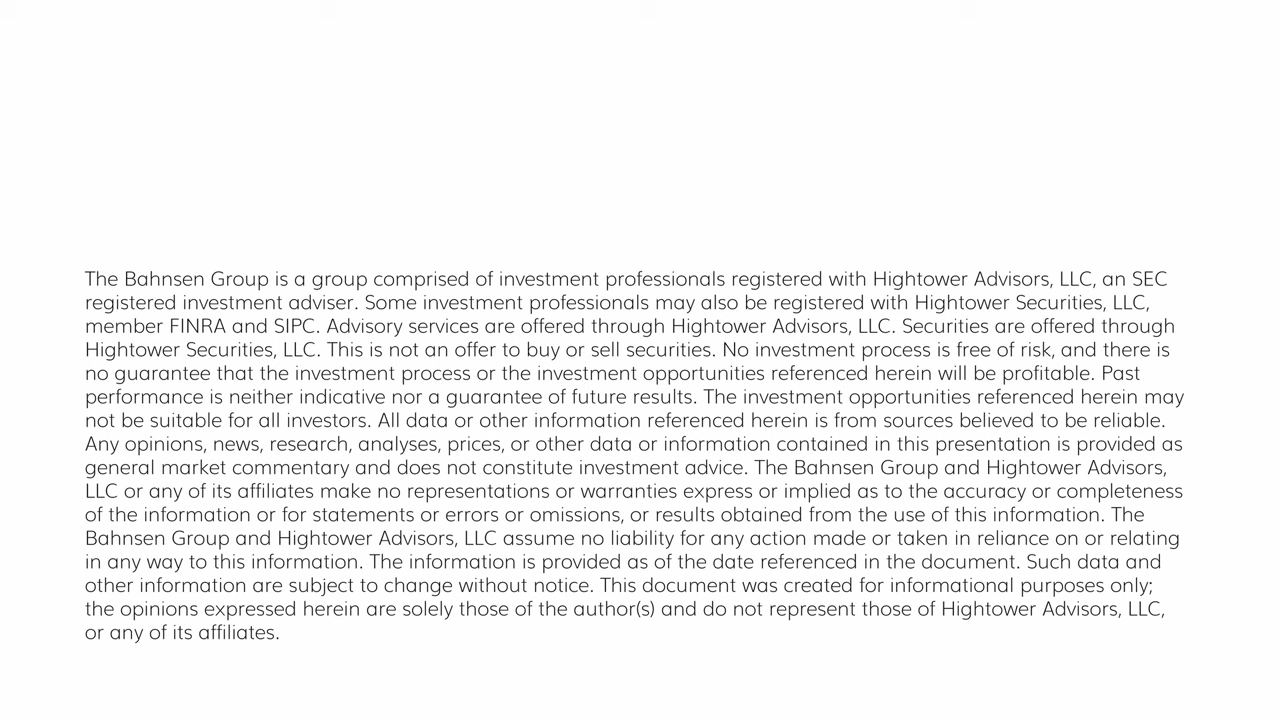 The Bahnsen Group is a group comprised of investment professionals registered with Hightower Advisors, LLC, an SEC
registered investment adviser. Some investment professionals may also be registered with Hightower Securities, LLC,
member FINRA and SIPC. Advisory services are offered through Hightower Advisors, LLC. Securities are offered through
Hightower Securities, LLC. This is not an offer to buy or sell securities. No investment process is free of risk, and there is
no guarantee that the investment process or the investment opportunities referenced herein will be profitable. Past
performance is neither indicative nor a guarantee of future results. The investment opportunities referenced herein may
not be suitable for all investors. All data or other information referenced herein is from sources believed to be reliable.
Any opinions, news, research, analyses, prices, or other data or information contained in this presentation is provided as
general market commentary and does not constitute investment advice. The Bahnsen Group and Hightower Advisors,
LLC or any of its affiliates make no representations or warranties express or implied as to the accuracy or completeness
of the information or for statements or errors or omissions, or results obtained from the use of this information. The
Bahnsen Group and Hightower Advisors, LLC assume no liability for any action made or taken in reliance on or relating
in any way to this information. The information is provided as of the date referenced in the document. Such data and
other information are subject to change without notice. This document was created for informational purposes only;
the opinions expressed herein are solely those of the author(s) and do not represent those of Hightower Advisors, LLC,
or any of its affiliates.